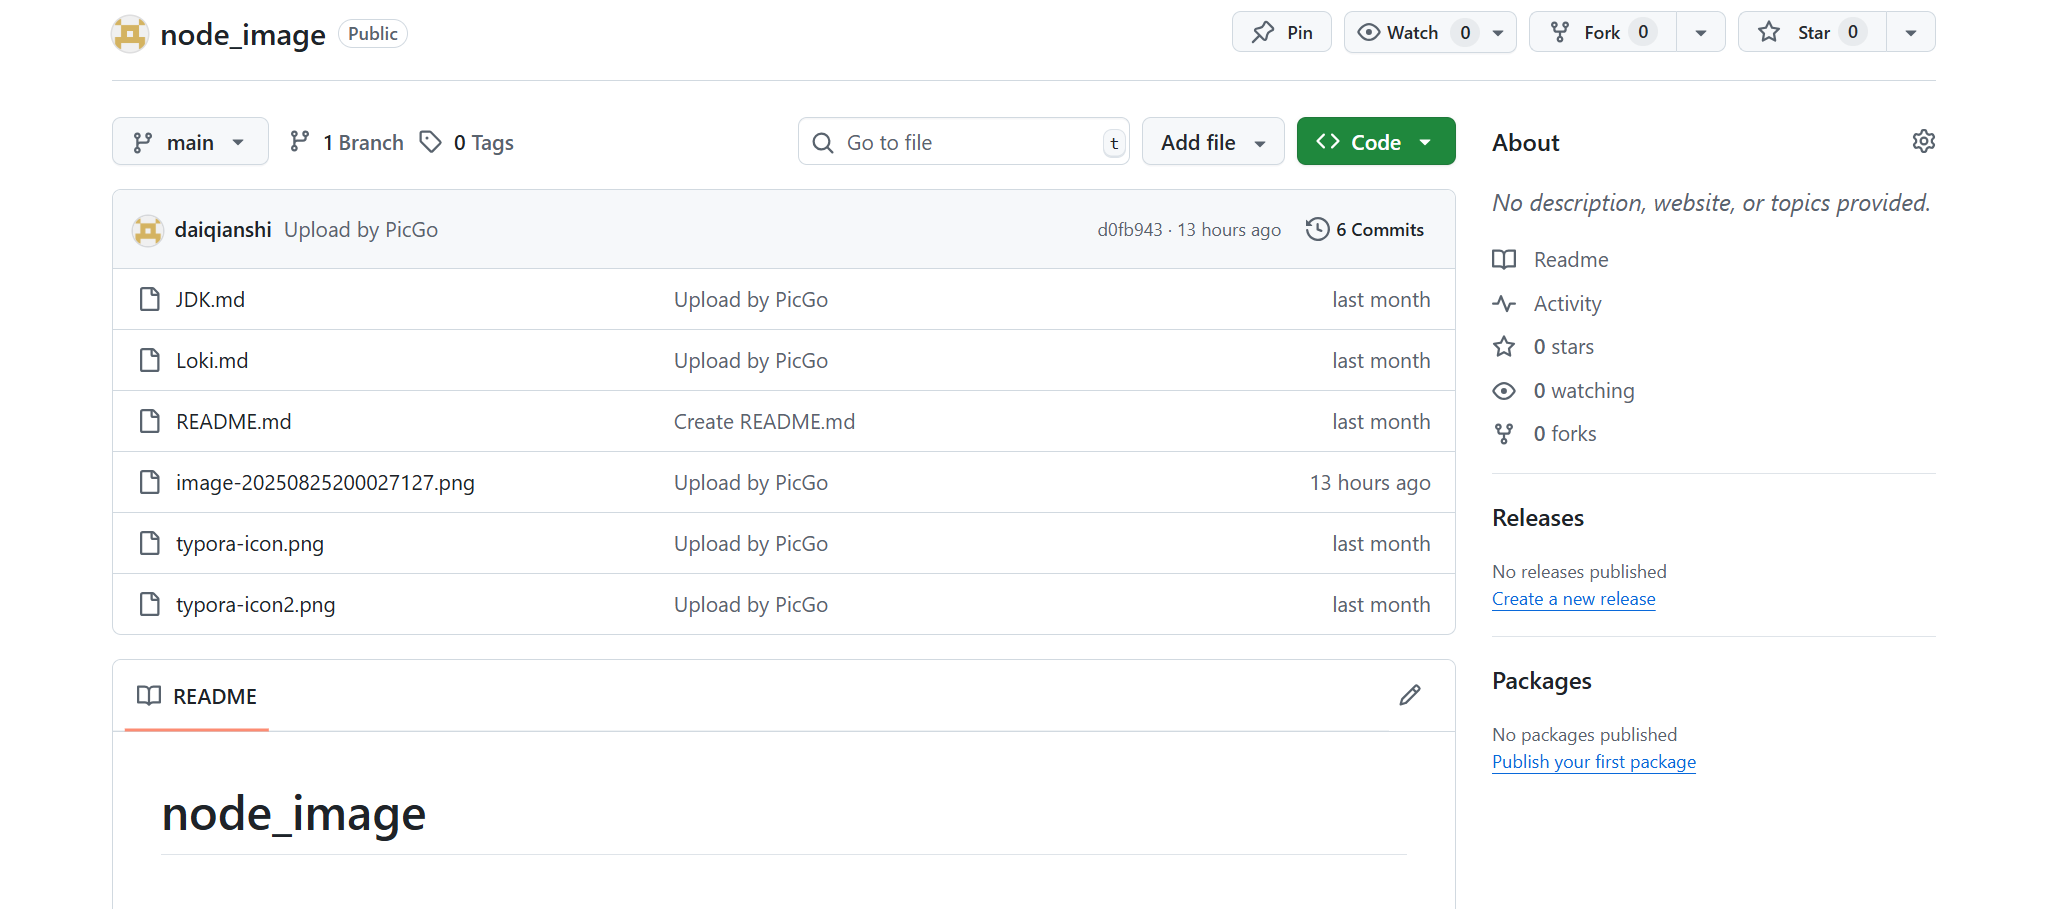 node_image Public Pin Watch 0 Fork 0 Star 0
main 1 Branch 0 Tags Go to file t Add file Code
daiqianshi Upload by PicGo d0fb943 · 13 hours ago 6 Commits
JDK.md Upload by PicGo last month
Loki.md Upload by PicGo last month
README.md Create README.md last month
image-20250825200027127.png Upload by PicGo 13 hours ago
typora-icon.png Upload by PicGo last month
typora-icon2.png Upload by PicGo last month
README
node_image
About
No description, website, or topics provided.
Readme
Activity
0 stars
0 watching
0 forks
Releases
No releases published
Create a new release
Packages
No packages published
Publish your first package